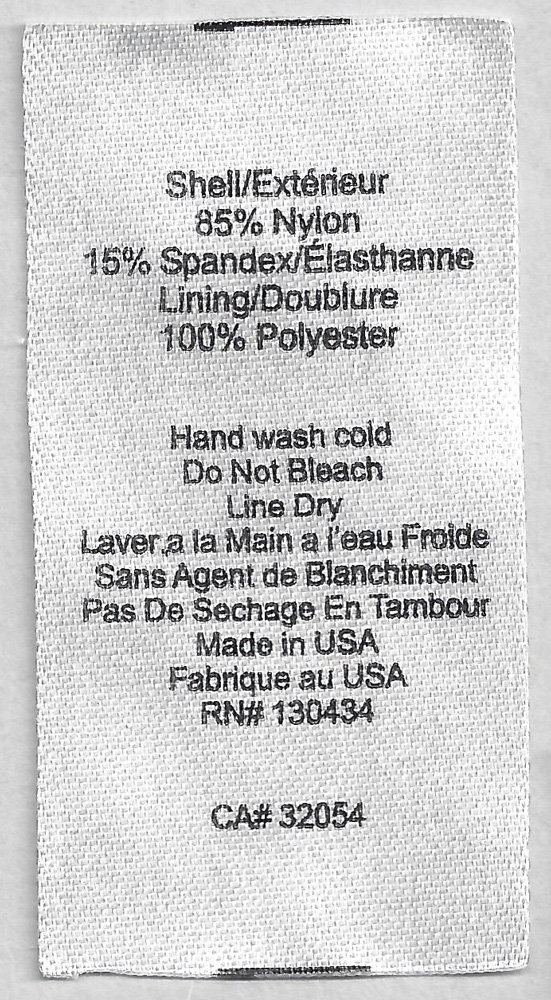 Shell/Extérieur
85% Nylon
15% Spandex/Élasthanne
Lining/Doublure
100% Polyester
Hand wash cold
Do Not Bleach
Line Dry
Laver,a la Main a l'eau Froide
Sans Agent de Blanchiment
Pas De Sechage En Tambour
Made in USA
Fabrique au USA
RN# 130434
CA# 32054